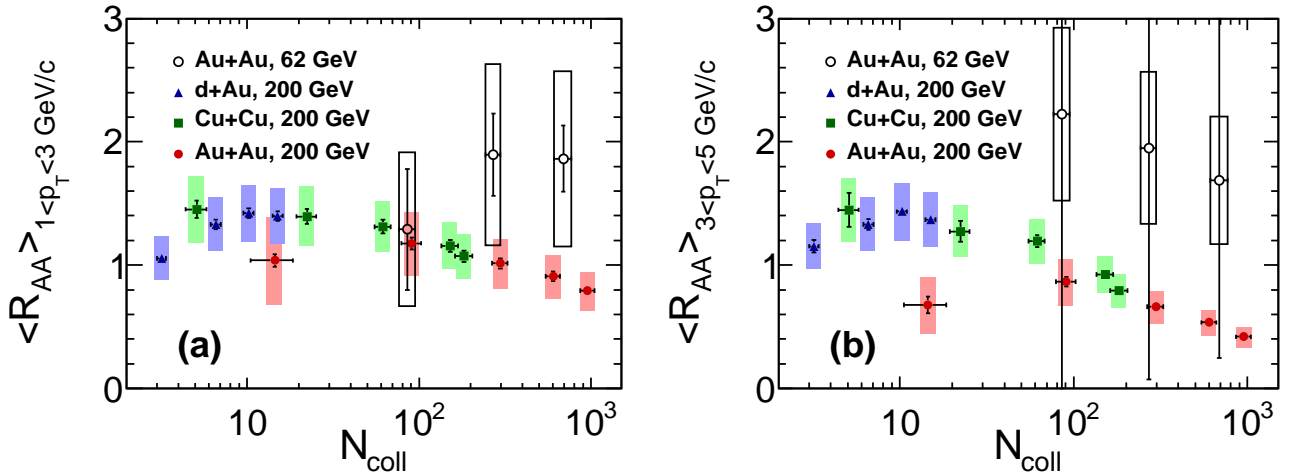 <R_AA>_1<p_T<3 GeV/c
3
2
1
0
Au+Au, 62 GeV
d+Au, 200 GeV
Cu+Cu, 200 GeV
Au+Au, 200 GeV
(a)
10
10^2
10^3
N_coll
<R_AA>_3<p_T<5 GeV/c
3
2
1
0
Au+Au, 62 GeV
d+Au, 200 GeV
Cu+Cu, 200 GeV
Au+Au, 200 GeV
(b)
10
10^2
10^3
N_coll